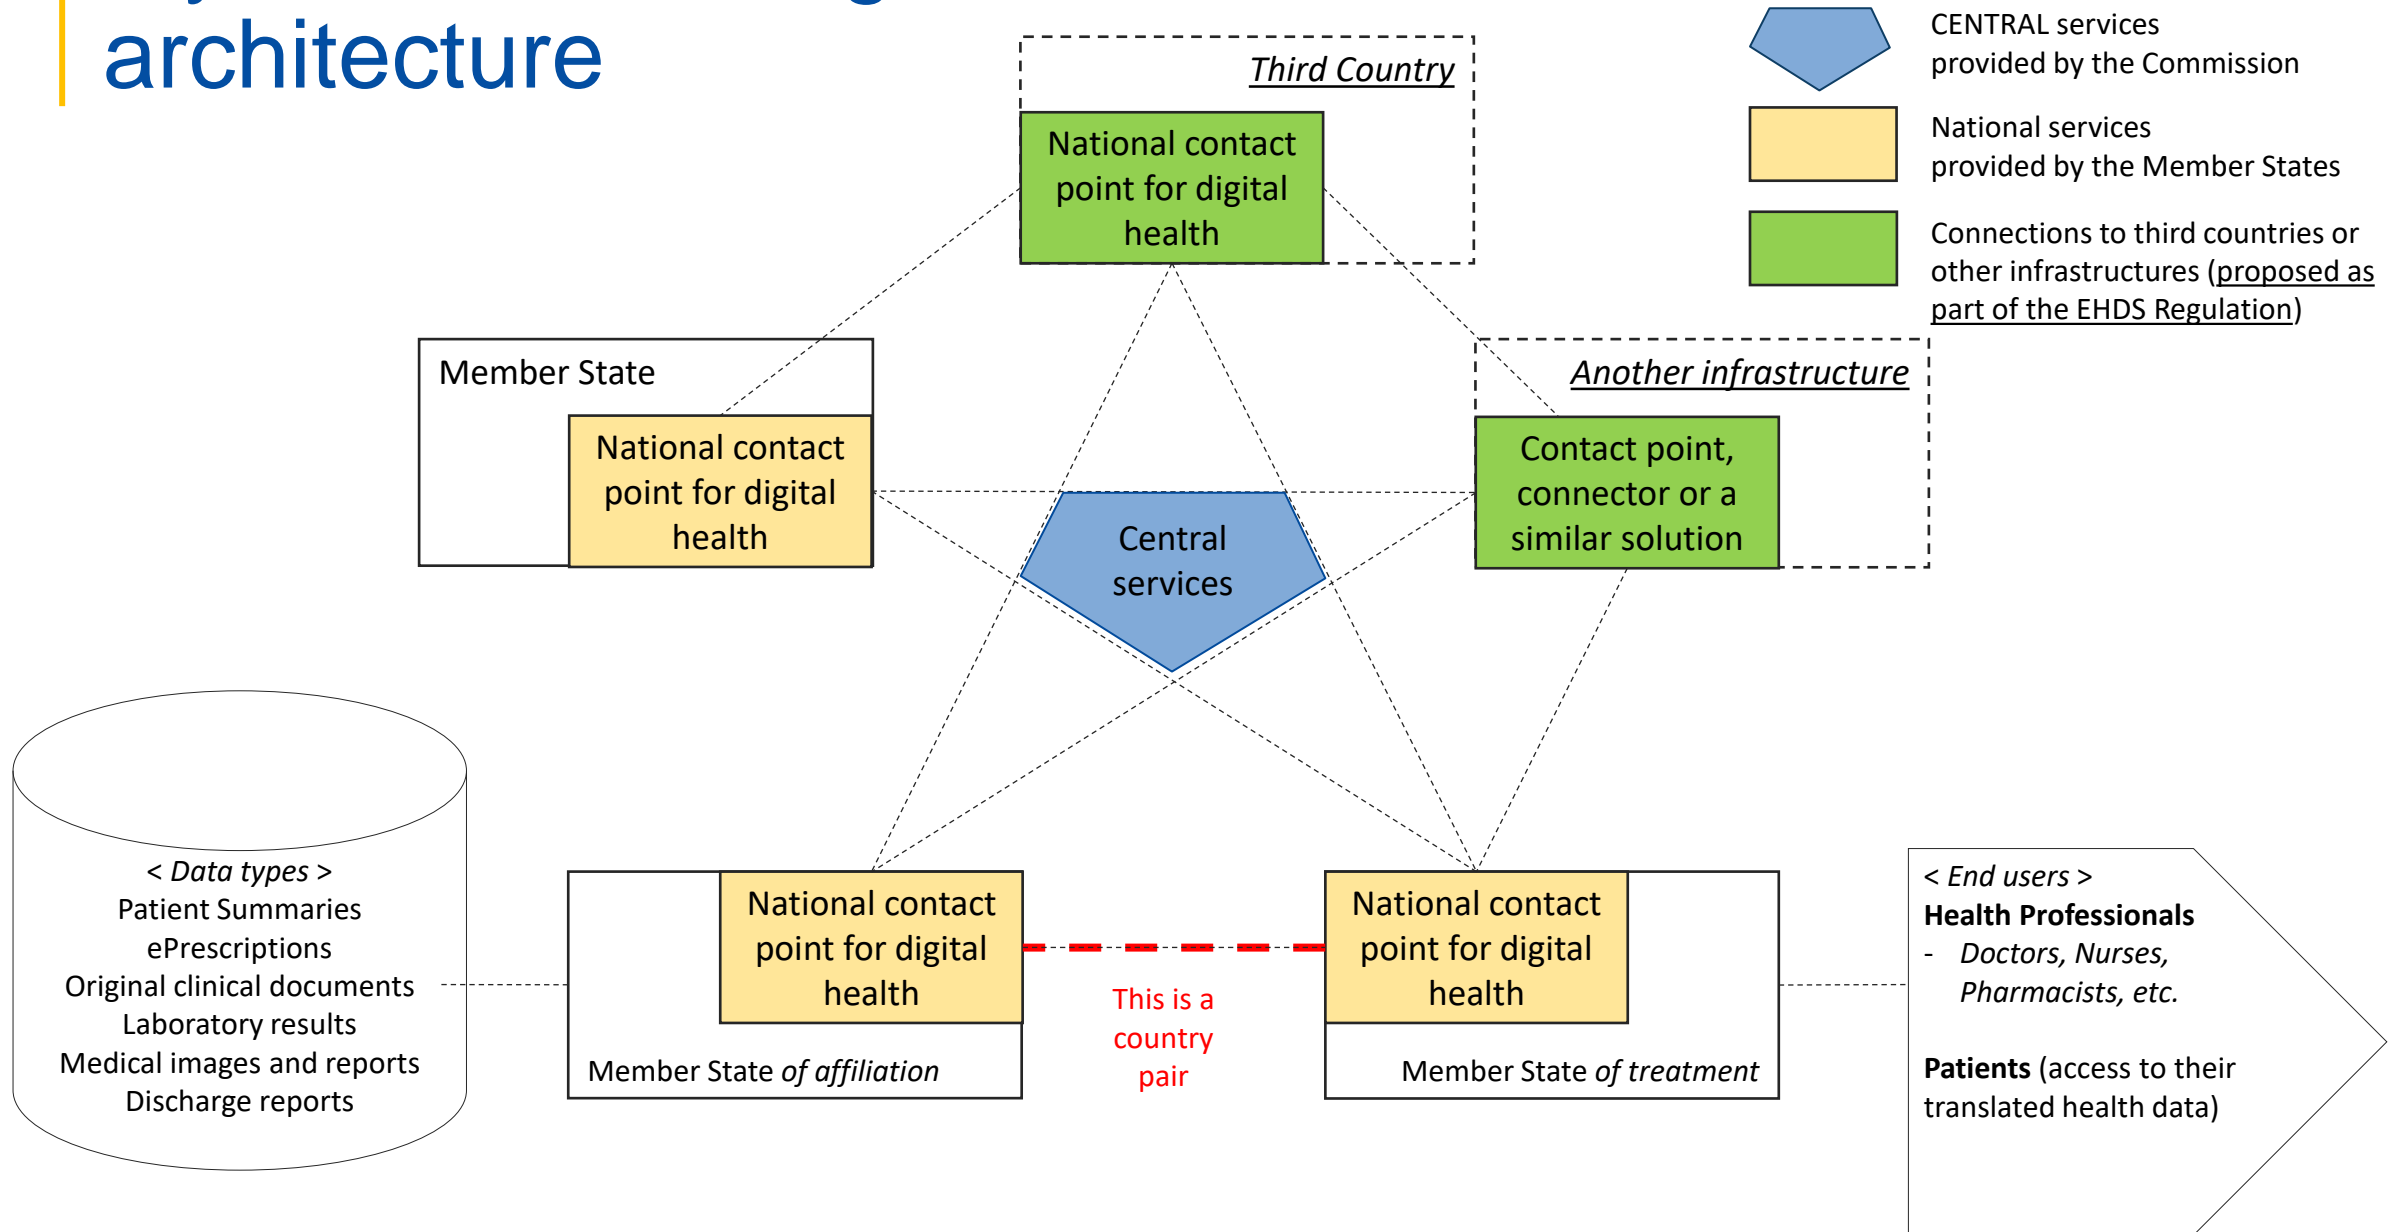 architecture
CENTRAL services
provided by the Commission
National services
provided by the Member States
Connections to third countries or
other infrastructures (proposed as
part of the EHDS Regulation)
Third Country
National contact
point for digital
health
Member State
National contact
point for digital
health
Another infrastructure
Contact point,
connector or a
similar solution
Central
services
< Data types >
Patient Summaries
ePrescriptions
Original clinical documents
Laboratory results
Medical images and reports
Discharge reports
National contact
point for digital
health
Member State of affiliation
This is a
country
pair
National contact
point for digital
health
Member State of treatment
< End users >
Health Professionals
- Doctors, Nurses,
Pharmacists, etc.
Patients (access to their
translated health data)